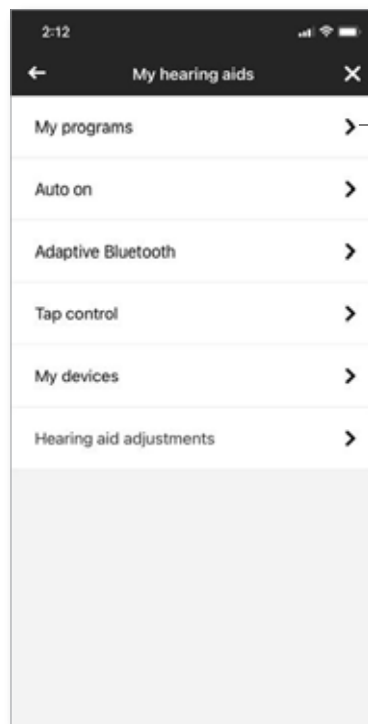 2:12
My hearing aids
My programs
Auto on
Adaptive Bluetooth
Tap control
My devices
Hearing aid adjustments